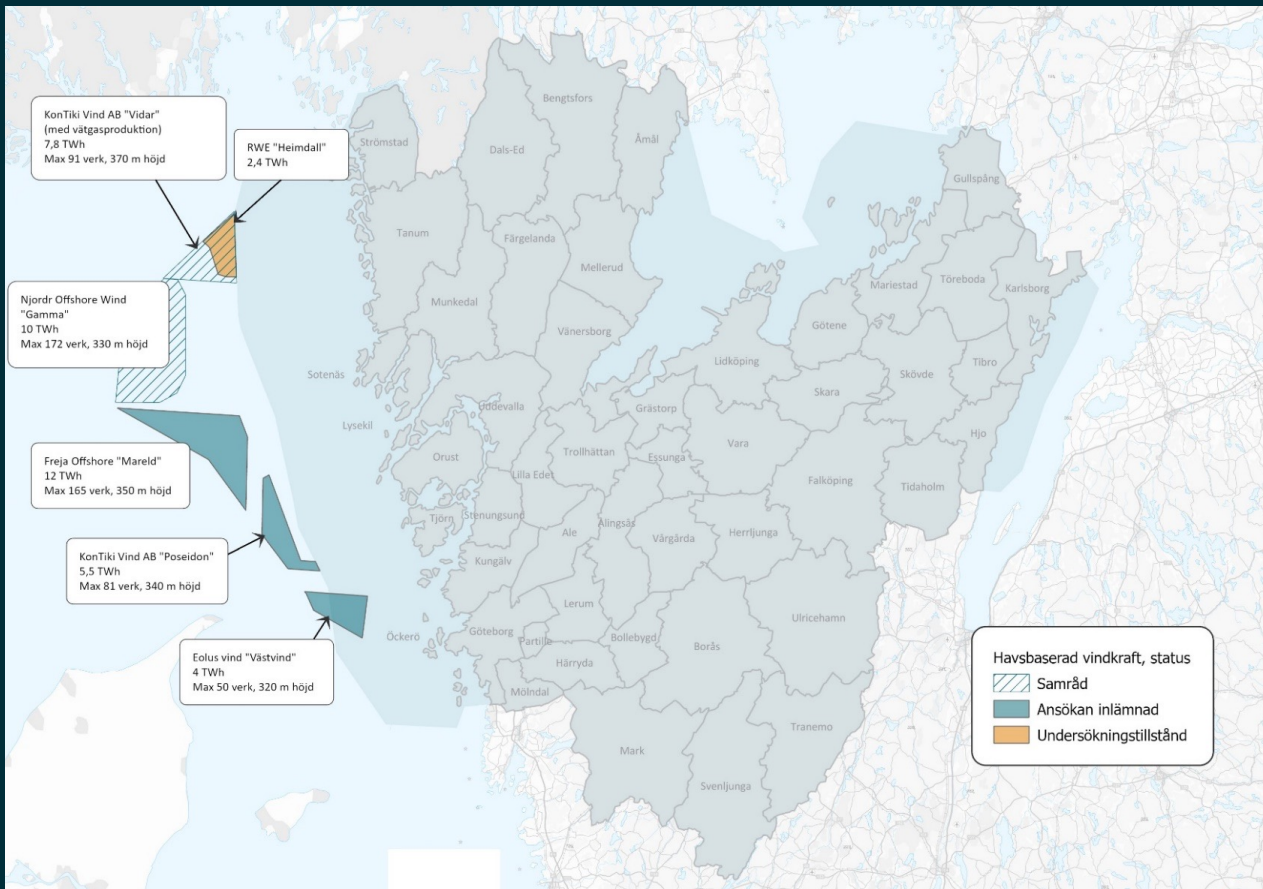 KonTiki Vind AB "Vidar"
(med vätgasproduktion)
7,8 TWh
Max 91 verk, 370 m höjd
RWE "Heimdall"
2,4 TWh
Njordr Offshore Wind
"Gamma"
10 TWh
Max 172 verk, 330 m höjd
Freja Offshore "Mareld"
12 TWh
Max 165 verk, 350 m höjd
KonTiki Vind AB "Poseidon"
5,5 TWh
Max 81 verk, 340 m höjd
Eolus vind "Västvind"
4 TWh
Max 50 verk, 320 m höjd
Strömstad
Dals-Ed
Bengtsfors
Åmål
Tanum
Färgelanda
Mellerud
Munkedal
Vänersborg
Sotenäs
Lysekil
Uddevalla
Orust
Tjörn
Stenungsund
Lilla Edet
Trollhättan
Grästorp
Essunga
Lidköping
Vara
Götene
Skara
Mariestad
Gullspång
Töreboda
Karlsborg
Tibro
Skövde
Hjo
Falköping
Tidaholm
Kungälv
Ale
Alingsås
Vårgårda
Herrljunga
Öckerö
Göteborg
Partille
Lerum
Härryda
Bollebygd
Mölndal
Borås
Ulricehamn
Mark
Svenljunga
Tranemo
Havsbaserad vindkraft, status
Samråd
Ansökan inlämnad
Undersökningstillstånd